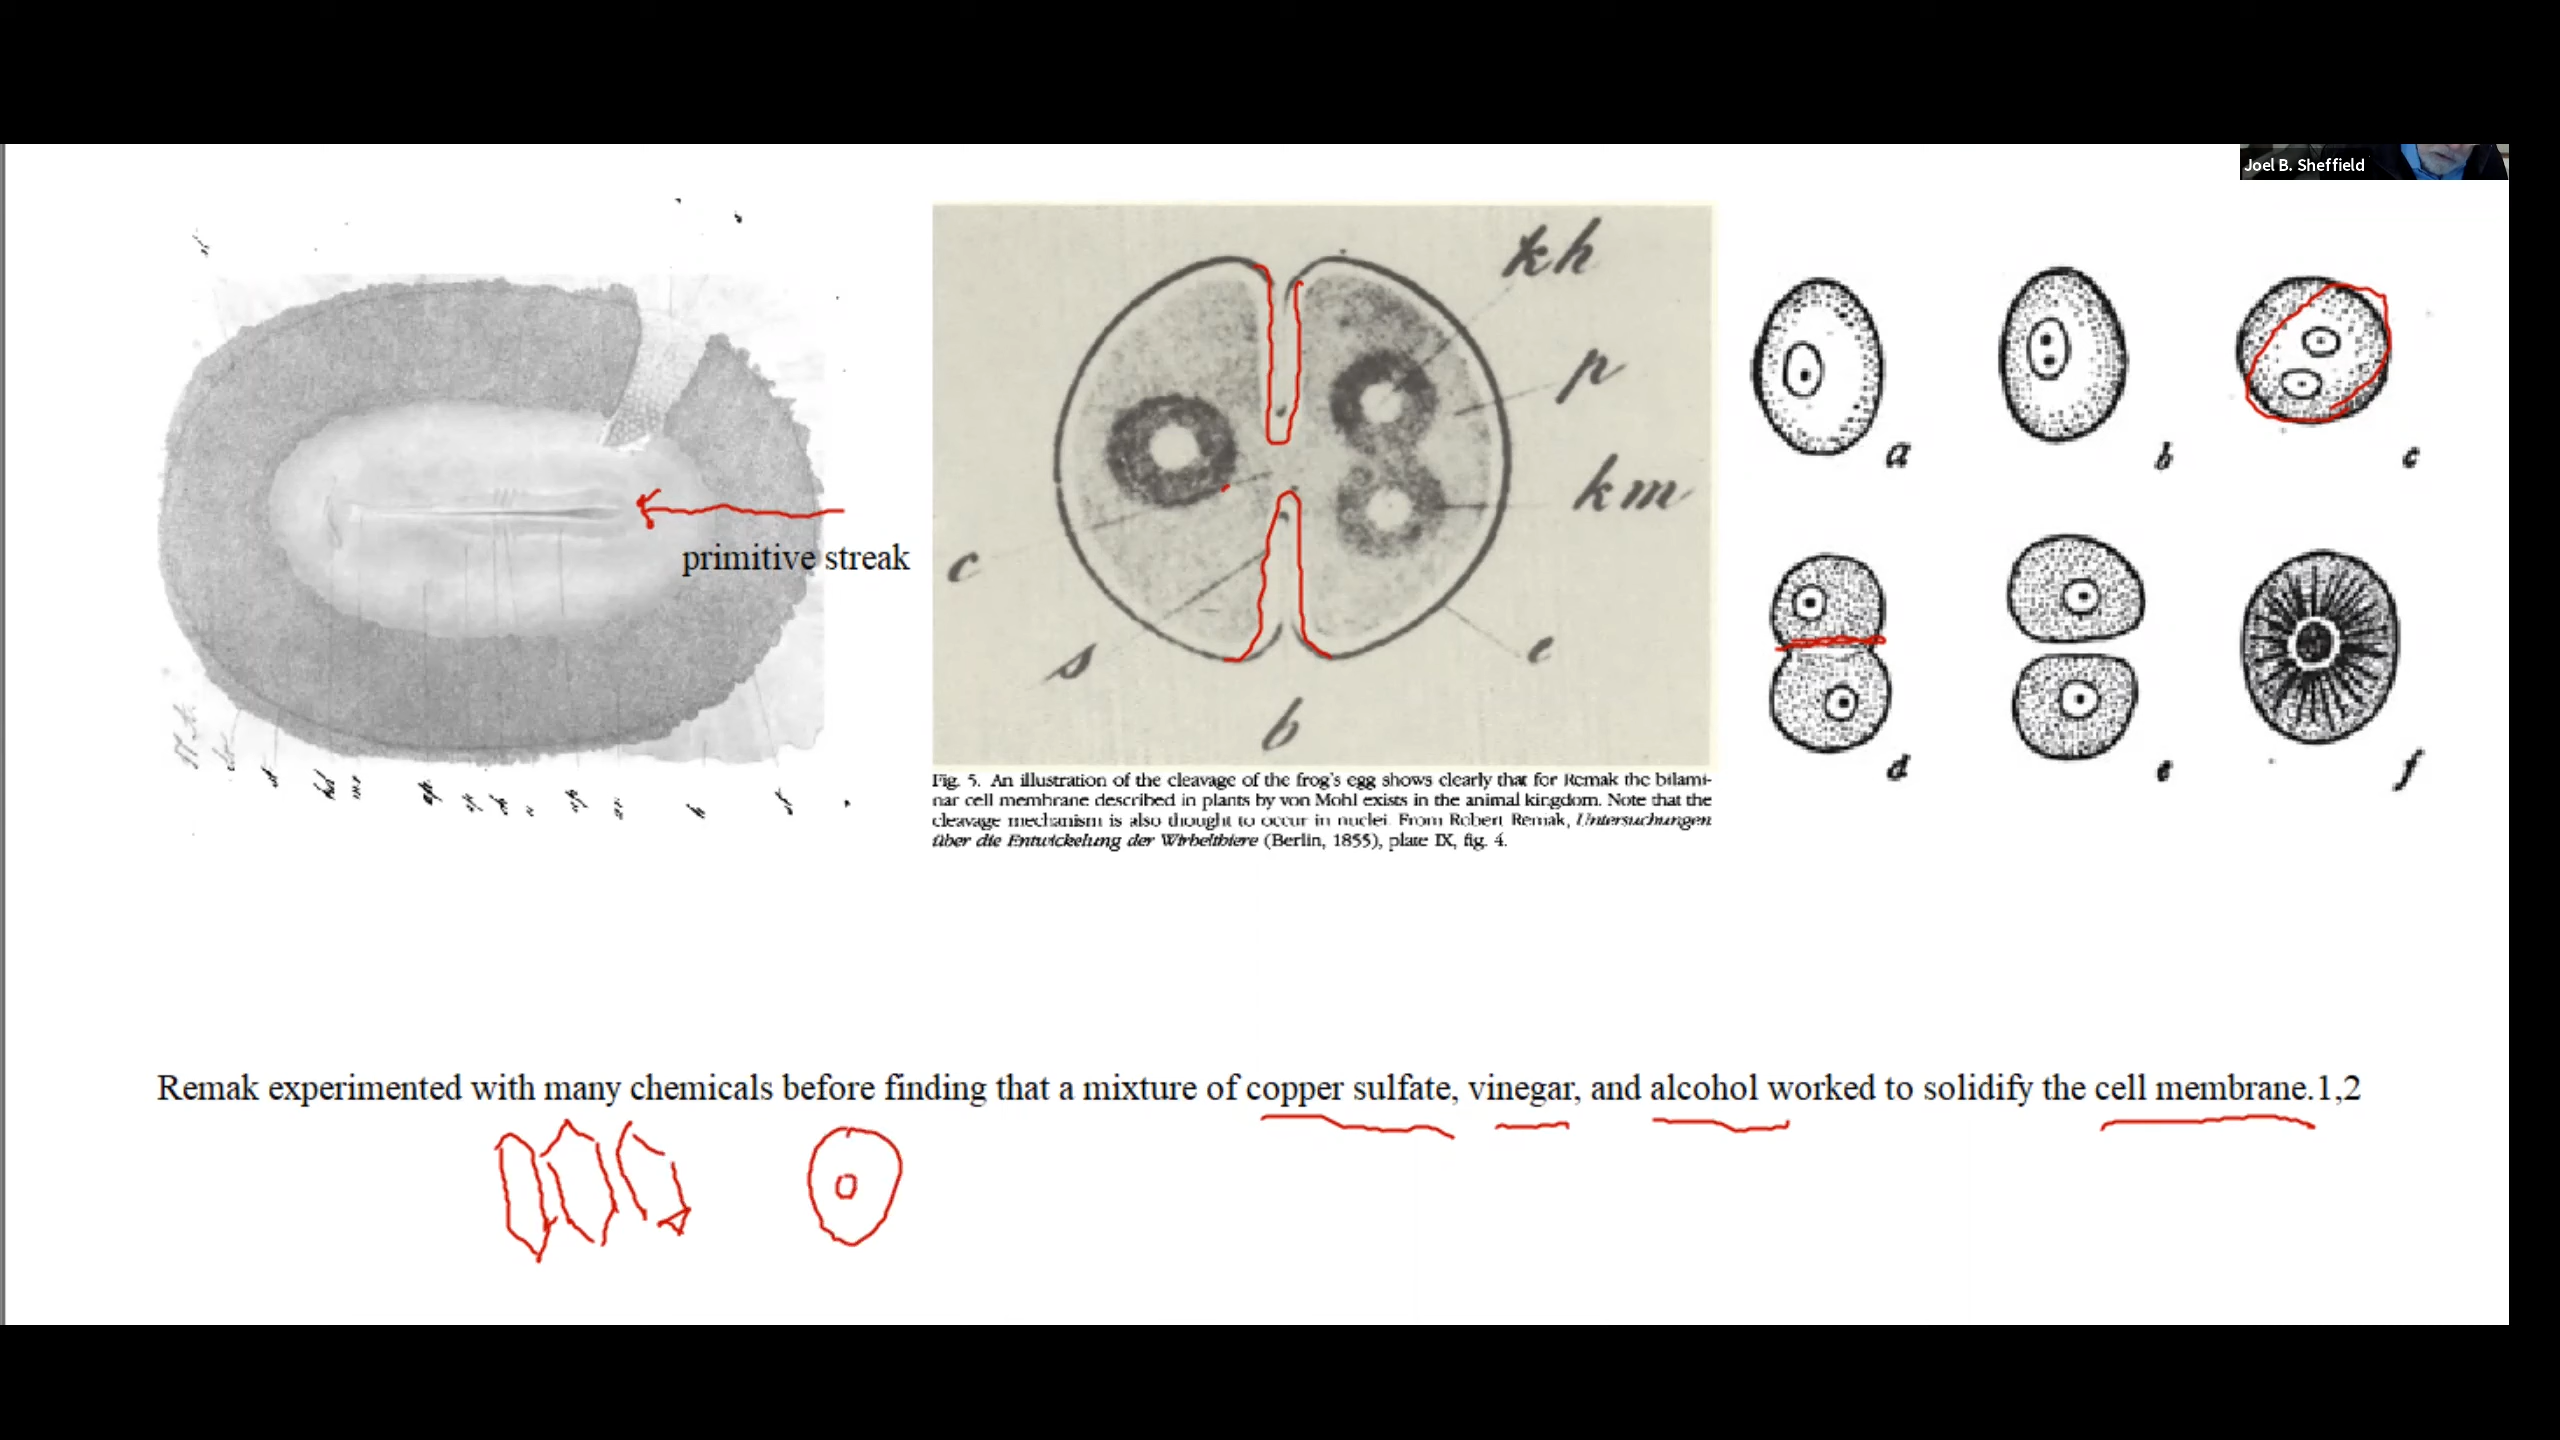 Joel B. Sheffield
primitive streak
kh
p
km
c
s
e
b
Fig. 5. An illustration of the cleavage of the frog's egg shows clearly that for Remak the bilami-
nar cell membrane described in plants by von Mohl exists in the animal kingdom. Note that the
cleavage mechanism is also thought to occur in nuclei. From Robert Remak, Untersuchungen
über die Entwickelung der Wirbelthiere (Berlin, 1855), plate IX, fig. 4.
a
b
c
d
e
f
Remak experimented with many chemicals before finding that a mixture of copper sulfate, vinegar, and alcohol worked to solidify the cell membrane.1,2